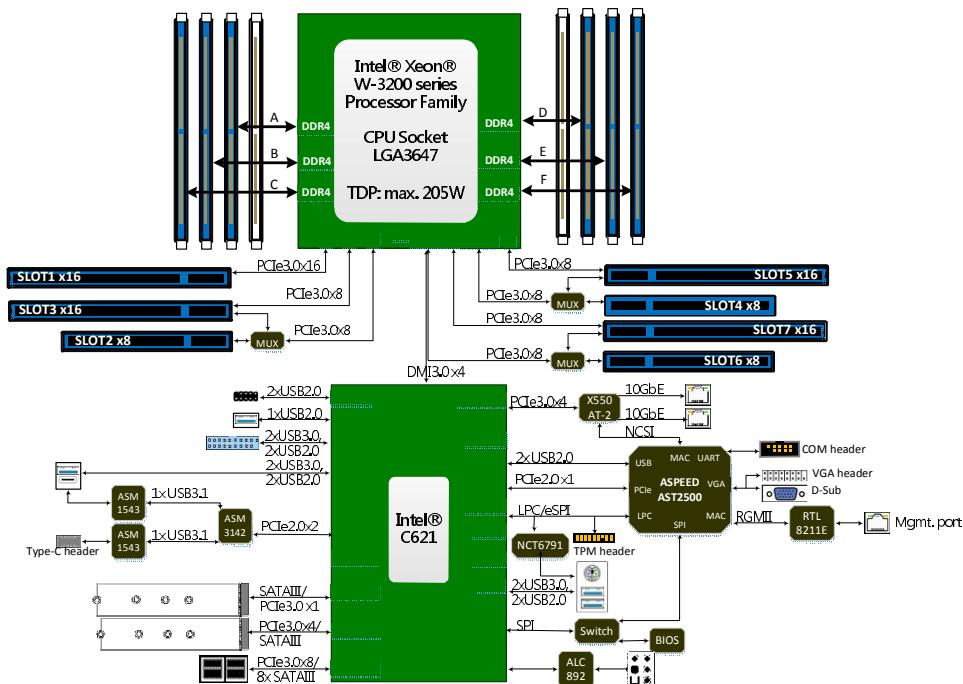 Intel® Xeon®
W-3200 series
Processor Family
CPU Socket
LGA3647
TDP: max. 205W
A
DDR4
DDR4
D
B
DDR4
DDR4
E
C
DDR4
DDR4
F
PCIe3.0x16
SLOT1 x16
PCIe3.0x8
SLOT3 x16
SLOT2 x8
MUX
PCIe3.0x8
PCIe3.0x8
SLOT5 x16
PCIe3.0x8
MUX
SLOT4 x8
SLOT7 x16
PCIe3.0x8
MUX
SLOT6 x8
DMI3.0x4
2xUSB2.0
1xUSB2.0
2xUSB3.0,
2xUSB2.0
2xUSB3.0/
2xUSB2.0
ASM
1543
1xUSB3.1
ASM
3142
PCIE2.0x2
Type-C header
ASM
1543
1xUSB3.1
SATAIII/
PCIE3.0x1
PCIe3.0x4/
SATAIII
PCIE3.0x8/
8x SATAIII
Intel®
C621
PCIe3.0x4
X550
AT-2
10GbE
10GbE
NCSI
2xUSB2.0
PCIe2.0x1
LPC/eSPI
ASPEED
AST2500
USB
MAC
UART
PCIe
VGA
LPC
MAC
SPI
COM header
VGA header
D-Sub
RGMII
RTL
8211E
Mgmt. port
NCT6791
TPM header
2xUSB3.0,
2xUSB2.0
SPI
Switch
BIOS
ALC
892